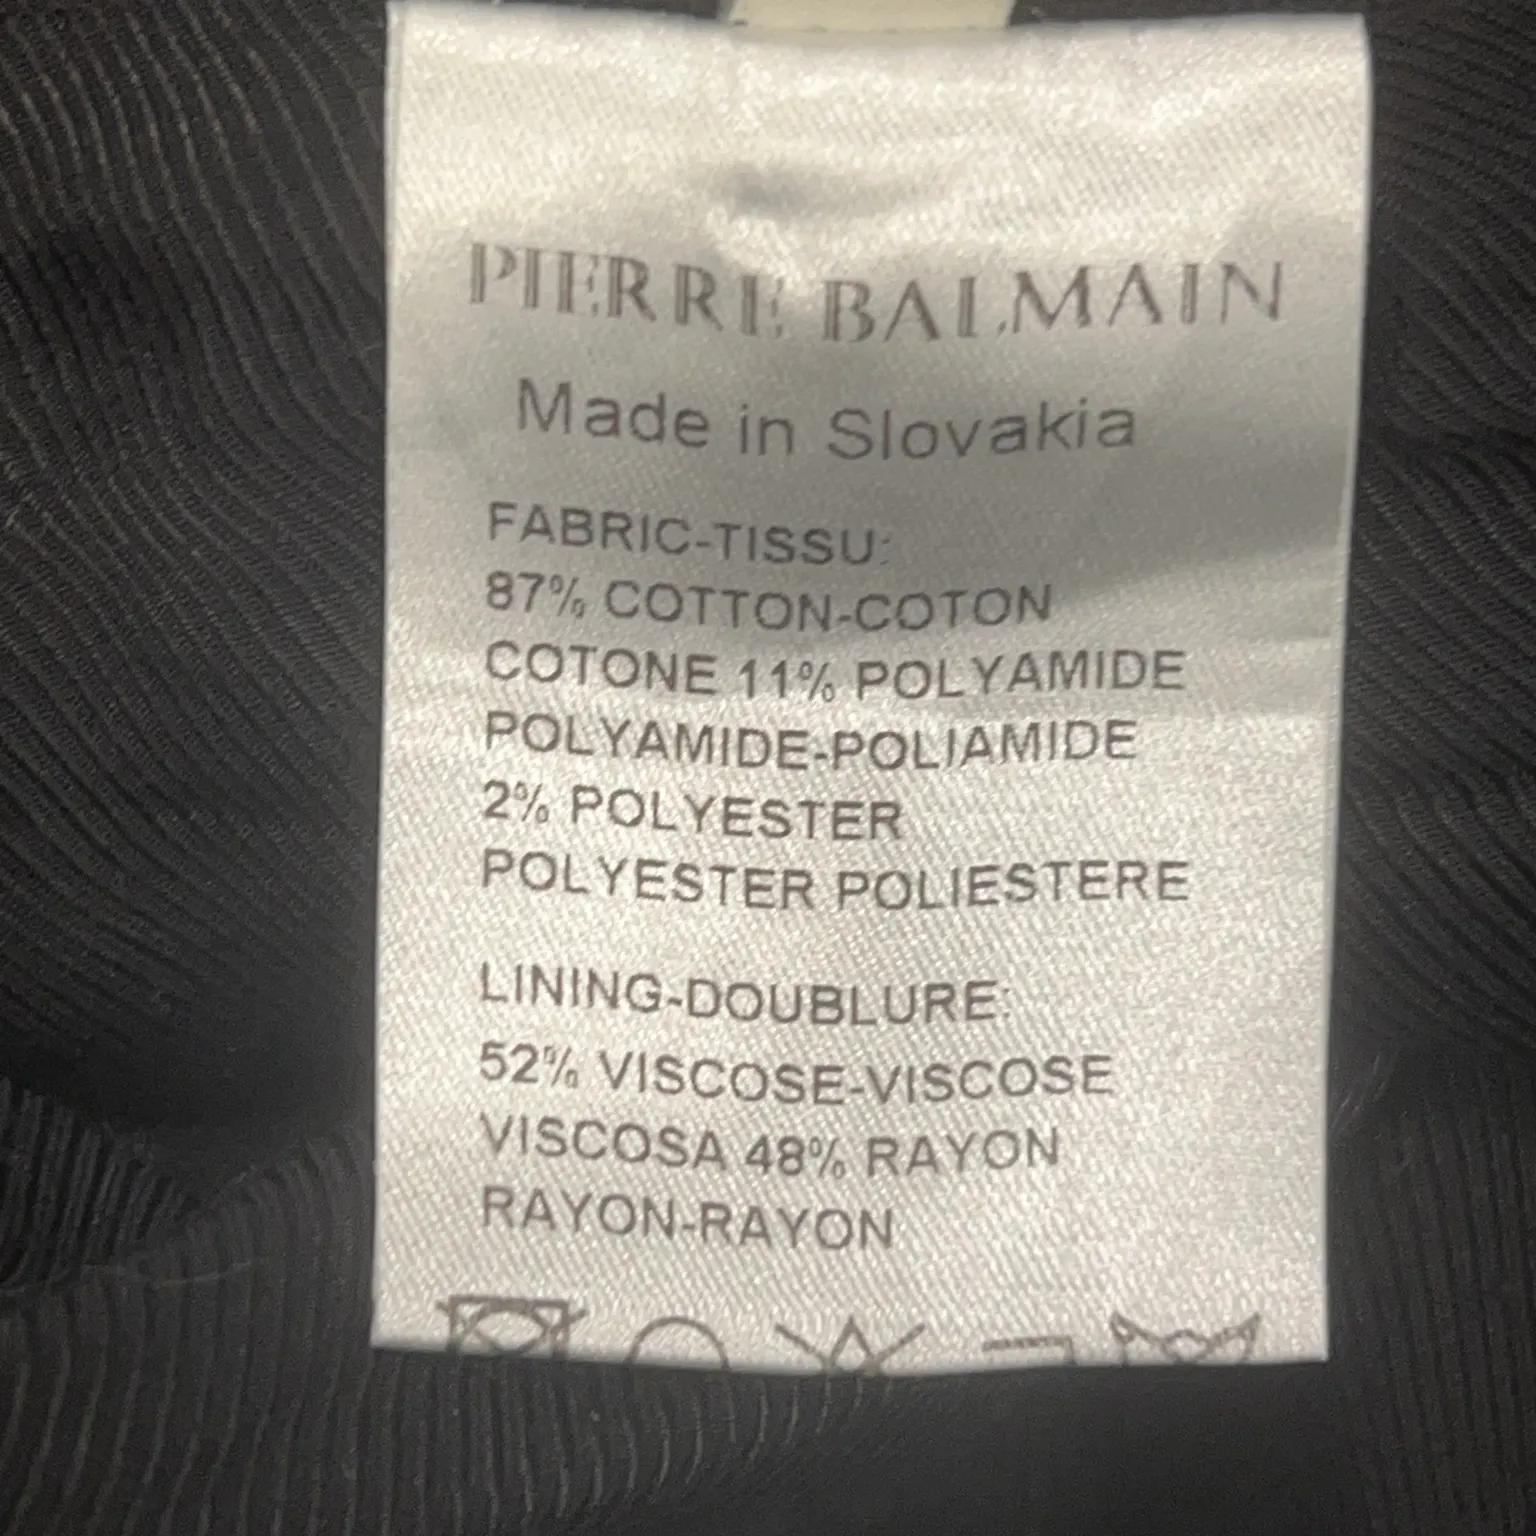 PIERRE BALMAIN
Made in Slovakia
FABRIC-TISSU:
87% COTTON-COTON
COTONE 11% POLYAMIDE
POLYAMIDE-POLIAMIDE
2% POLYESTER
POLYESTER POLIESTERE
LINING-DOUBLURE:
52% VISCOSE-VISCOSE
VISCOSA 48% RAYON
RAYON-RAYON